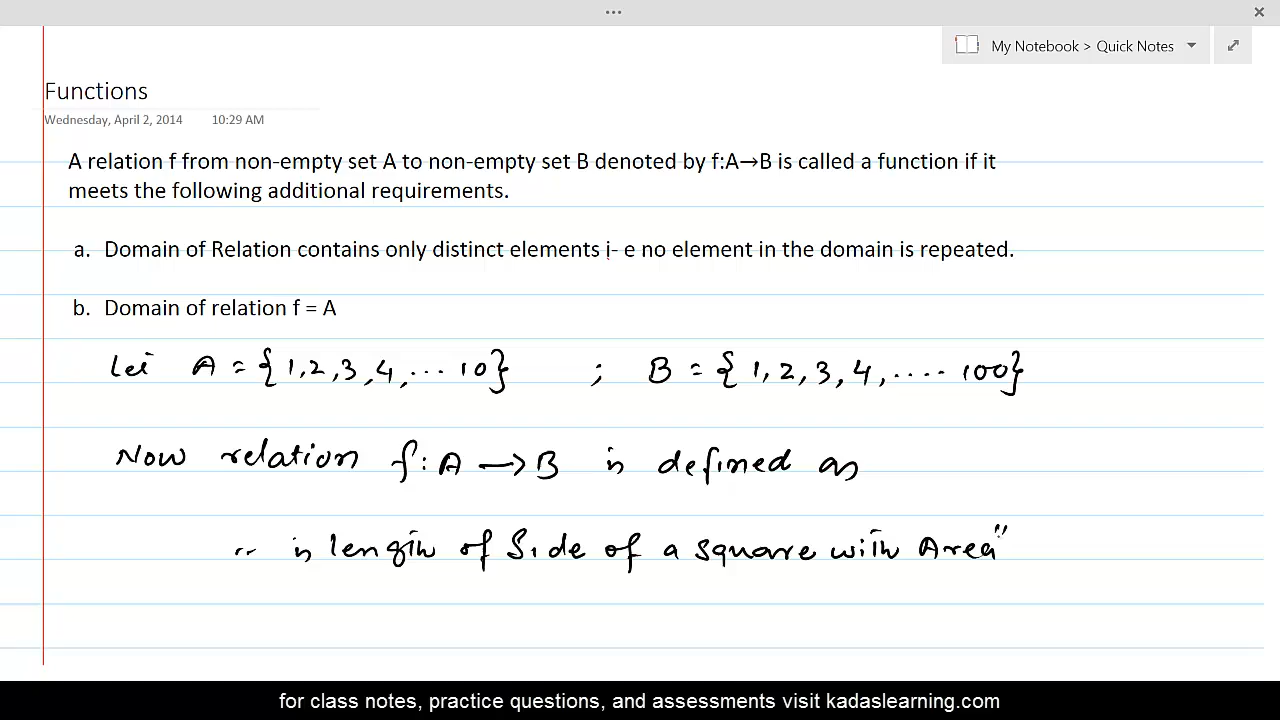 My Notebook > Quick Notes
Functions
Wednesday, April 2, 2014 10:29 AM
A relation f from non-empty set A to non-empty set B denoted by f:A→B is called a function if it
meets the following additional requirements.
a. Domain of Relation contains only distinct elements i- e no element in the domain is repeated.
b. Domain of relation f = A
Let A = {1,2,3,4,... 10} ; B = {1,2,3,4,.... 100}
Now relation f:A → B is defined as
" is length of Side of a square with Area"
for class notes, practice questions, and assessments visit kadaslearning.com